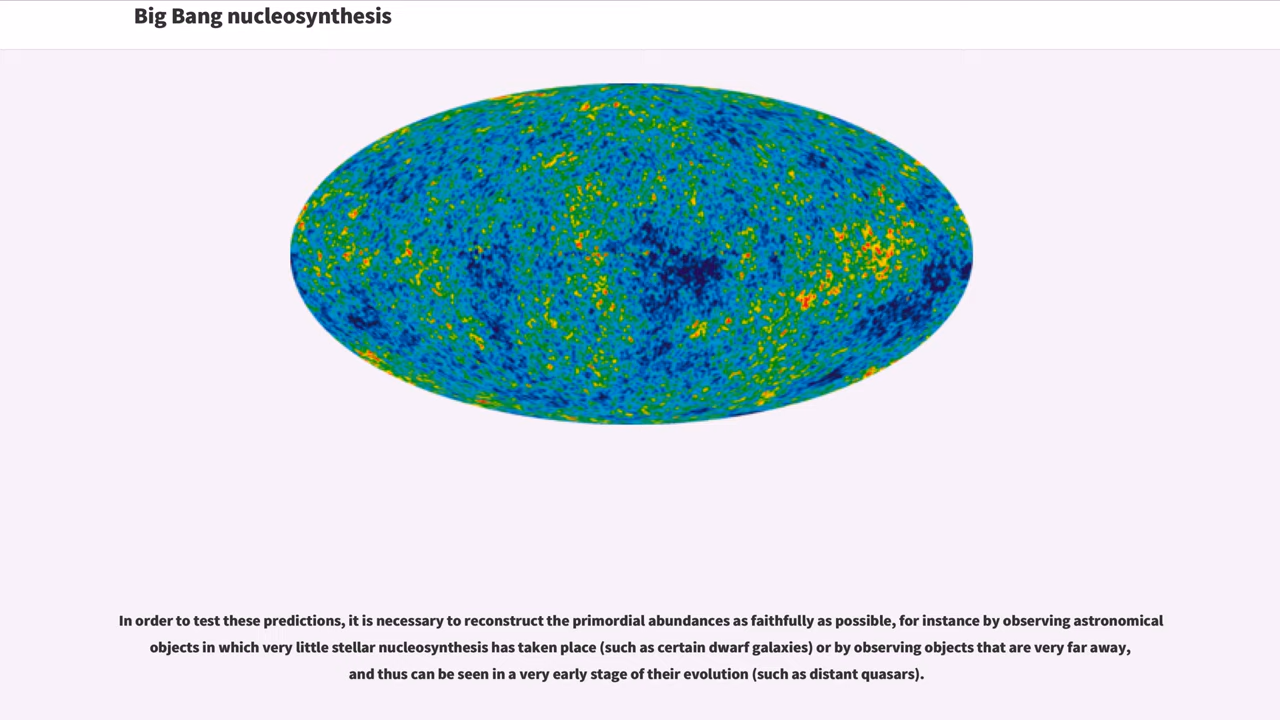 Big Bang nucleosynthesis
In order to test these predictions, it is necessary to reconstruct the primordial abundances as faithfully as possible, for instance by observing astronomical
objects in which very little stellar nucleosynthesis has taken place (such as certain dwarf galaxies) or by observing objects that are very far away,
and thus can be seen in a very early stage of their evolution (such as distant quasars).